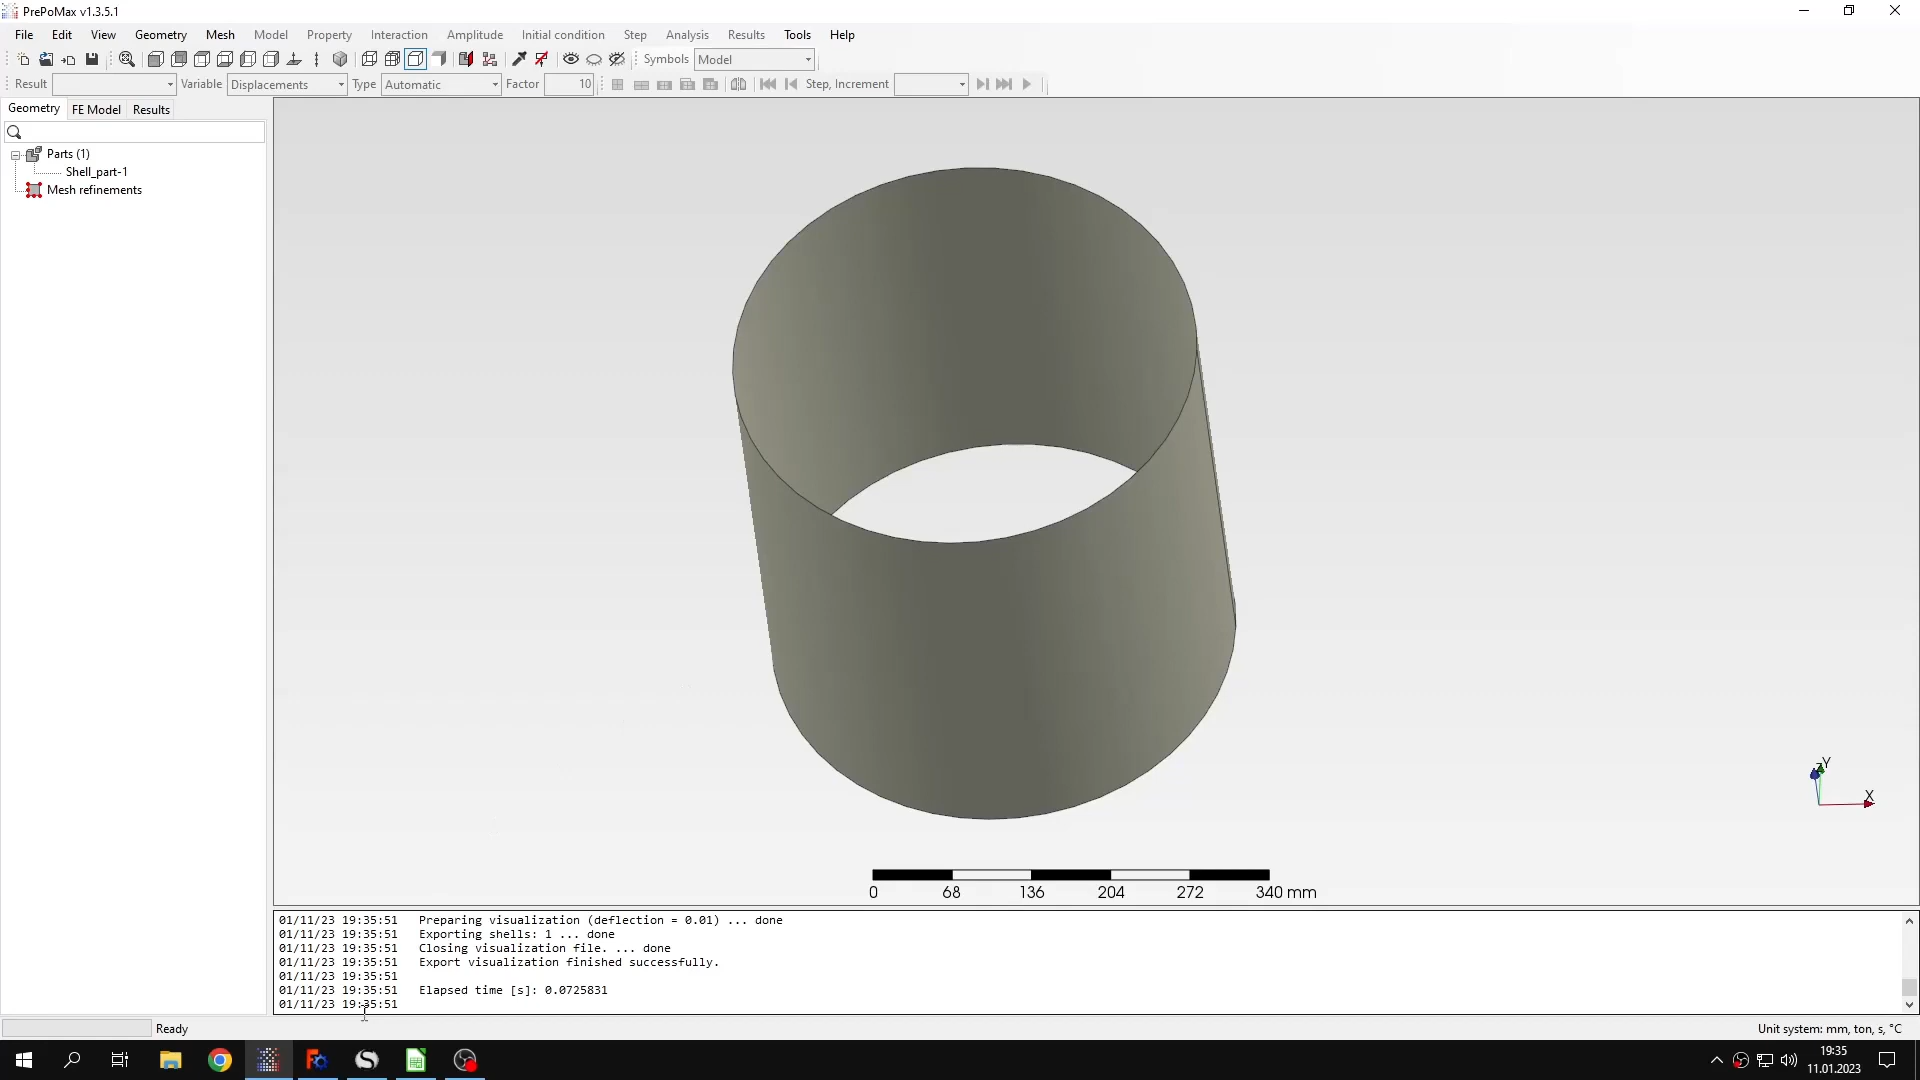 PrePoMax v1.3.5.1
File Edit View Geometry Mesh Model Property Interaction Amplitude Initial condition Step Analysis Results Tools Help
Symbols Model
Result Variable Displacements Type Automatic Factor 10 Step, Increment
Geometry FE Model Results
Parts (1)
Shell_part-1
Mesh refinements
Y
Z
X
0 68 136 204 272 340 mm
01/11/23 19:35:51 Preparing visualization (deflection = 0.01) ... done
01/11/23 19:35:51 Exporting shells: 1 ... done
01/11/23 19:35:51 Closing visualization file. ... done
01/11/23 19:35:51 Export visualization finished successfully.
01/11/23 19:35:51
01/11/23 19:35:51 Elapsed time [s]: 0.0725831
01/11/23 19:35:51
Ready
Unit system: mm, ton, s, °C
19:35
11.01.2023